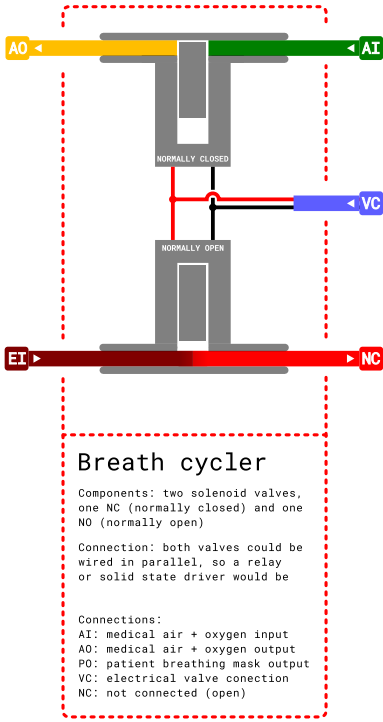 AO
AI
NORMALLY CLOSED
VC
NORMALLY OPEN
EI
NC
Breath cycler
Components: two solenoid valves,
one NC (normally closed) and one
NO (normally open)
Connection: both valves could be
wired in parallel, so a relay
or solid state driver would be
Connections:
AI: medical air + oxygen input
AO: medical air + oxygen output
PO: patient breathing mask output
VC: electrical valve conection
NC: not connected (open)